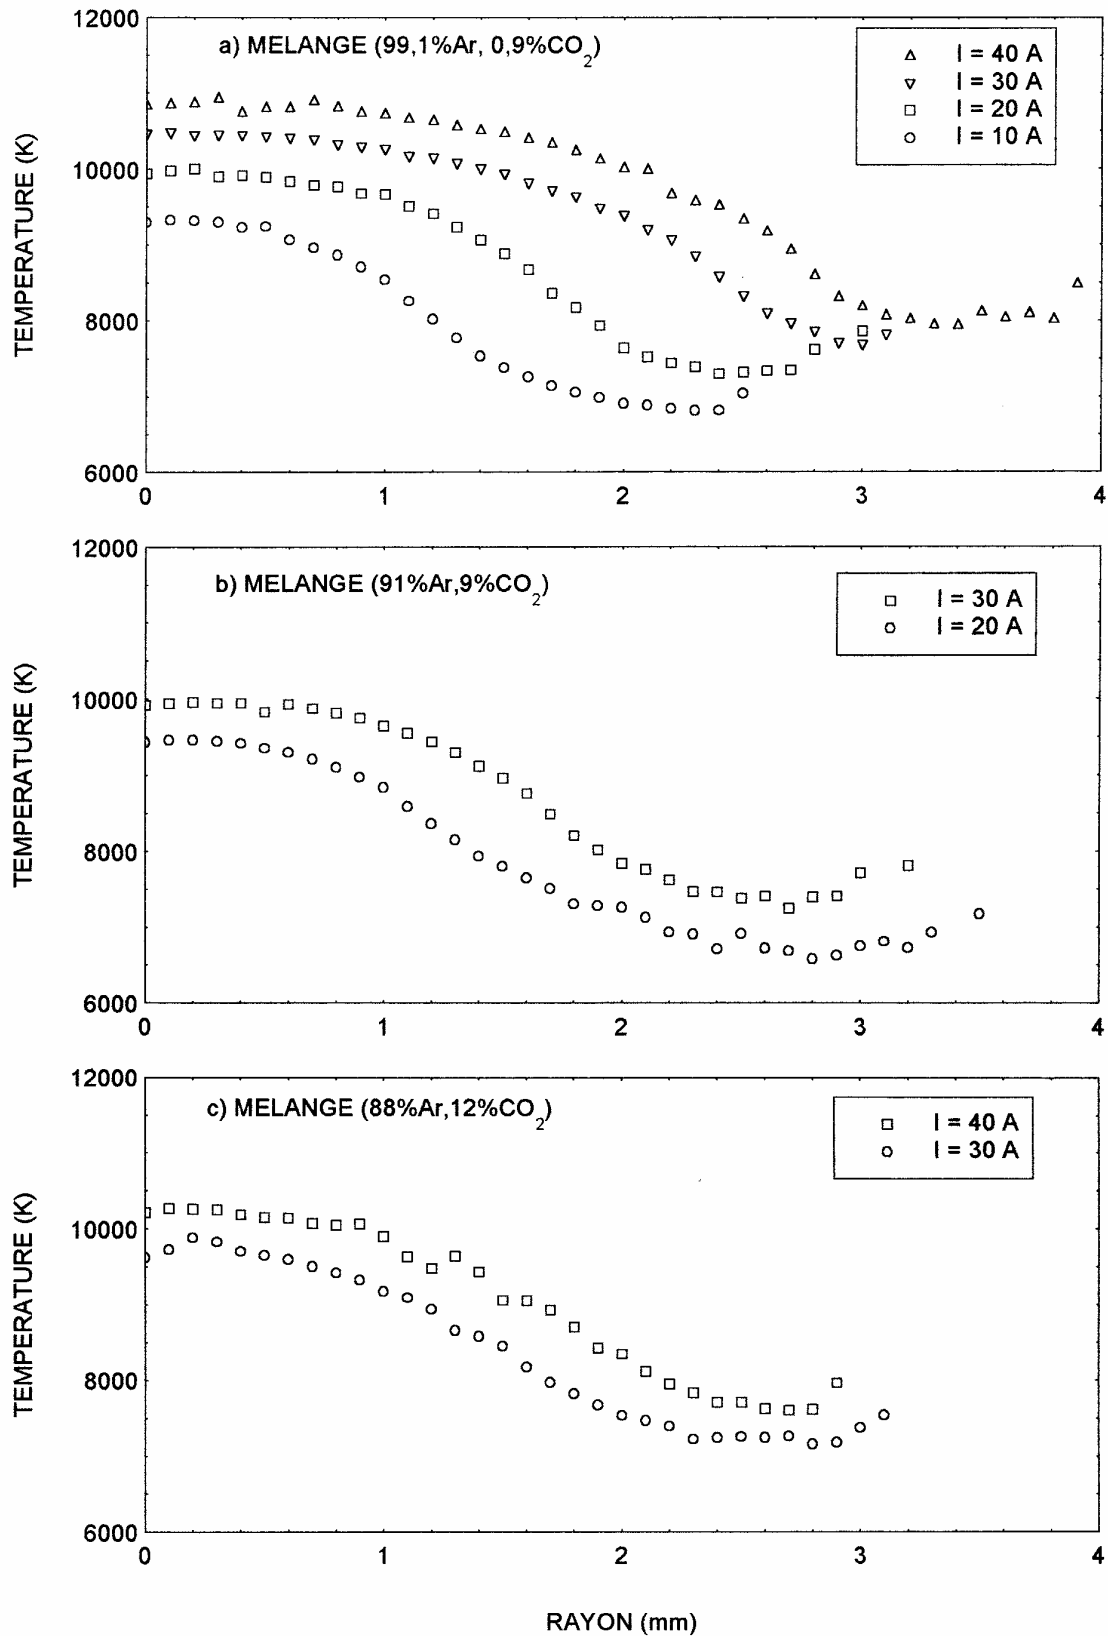 12000
a) MELANGE (99,1%Ar, 0,9%CO2)
I = 40 A
I = 30 A
I = 20 A
I = 10 A
TEMPERATURE (K)
10000
8000
6000
0 1 2 3 4
12000
b) MELANGE (91%Ar,9%CO2)
I = 30 A
I = 20 A
TEMPERATURE (K)
10000
8000
6000
0 1 2 3 4
12000
c) MELANGE (88%Ar,12%CO2)
I = 40 A
I = 30 A
TEMPERATURE (K)
10000
8000
6000
0 1 2 3 4
RAYON (mm)